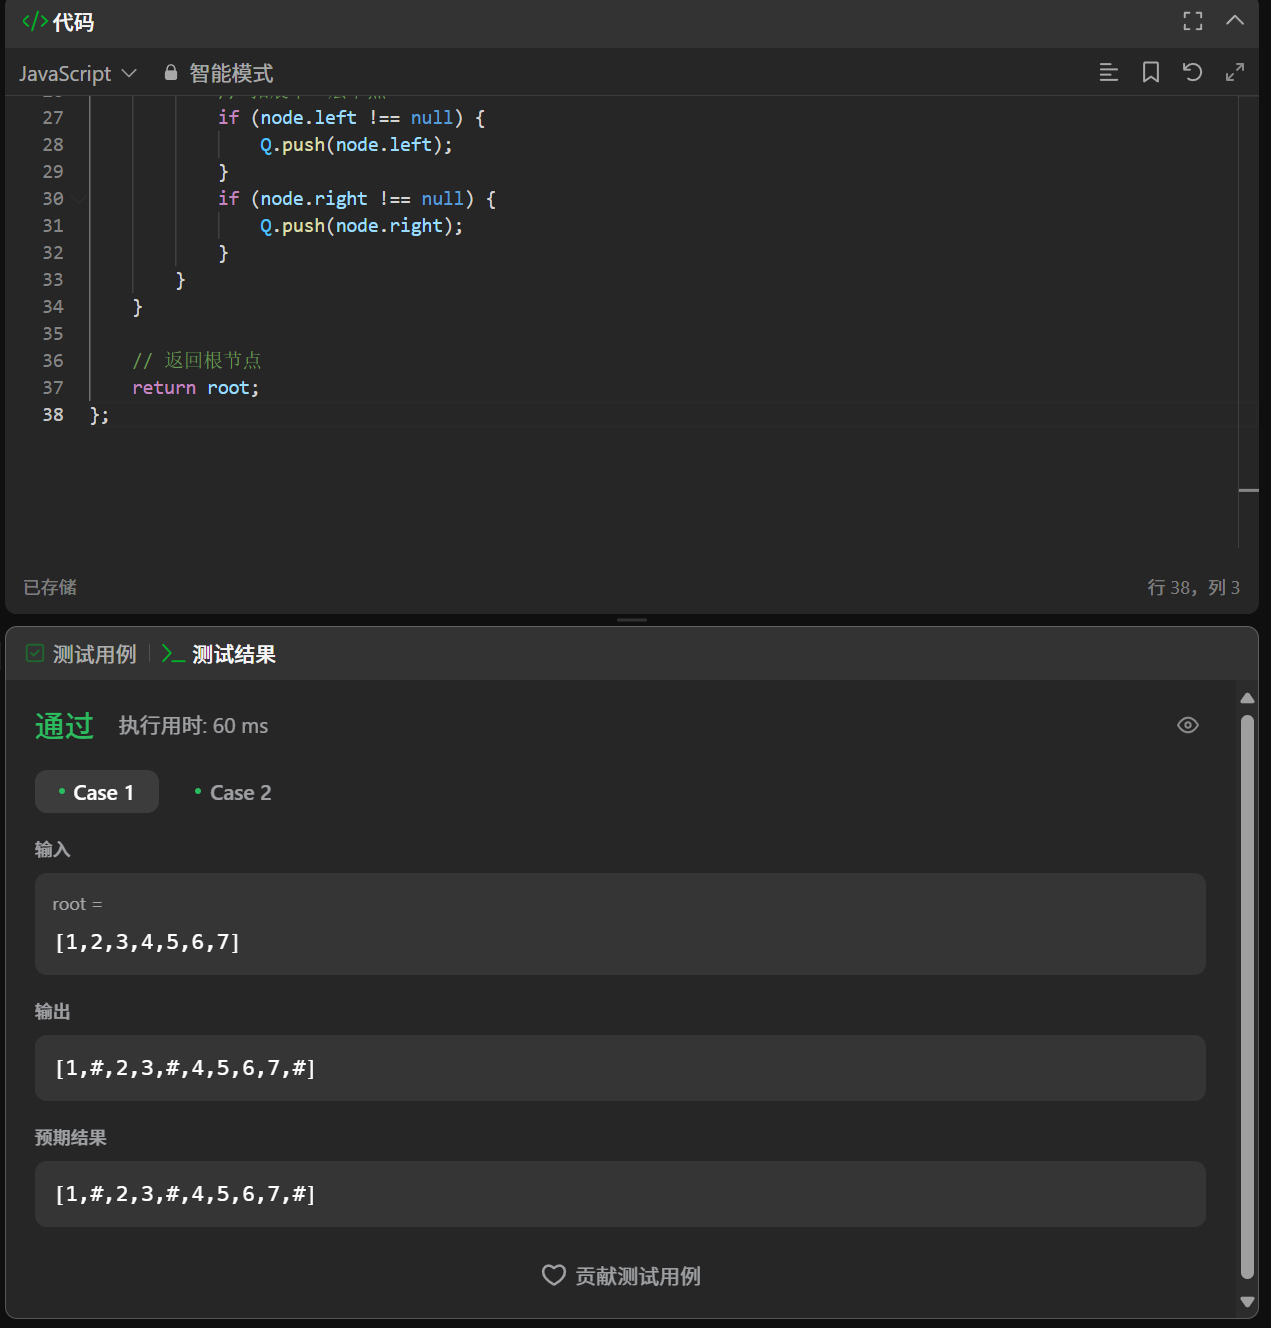 </> 代码
JavaScript 智能模式
27 if (node.left !== null) {
28 Q.push(node.left);
29 }
30 if (node.right !== null) {
31 Q.push(node.right);
32 }
33 }
34 }
35
36 // 返回根节点
37 return root;
38 };
已存储 行 38，列 3
测试用例 >_ 测试结果
通过 执行用时: 60 ms
• Case 1 • Case 2
输入
root =
[1,2,3,4,5,6,7]
输出
[1,#,2,3,#,4,5,6,7,#]
预期结果
[1,#,2,3,#,4,5,6,7,#]
贡献测试用例